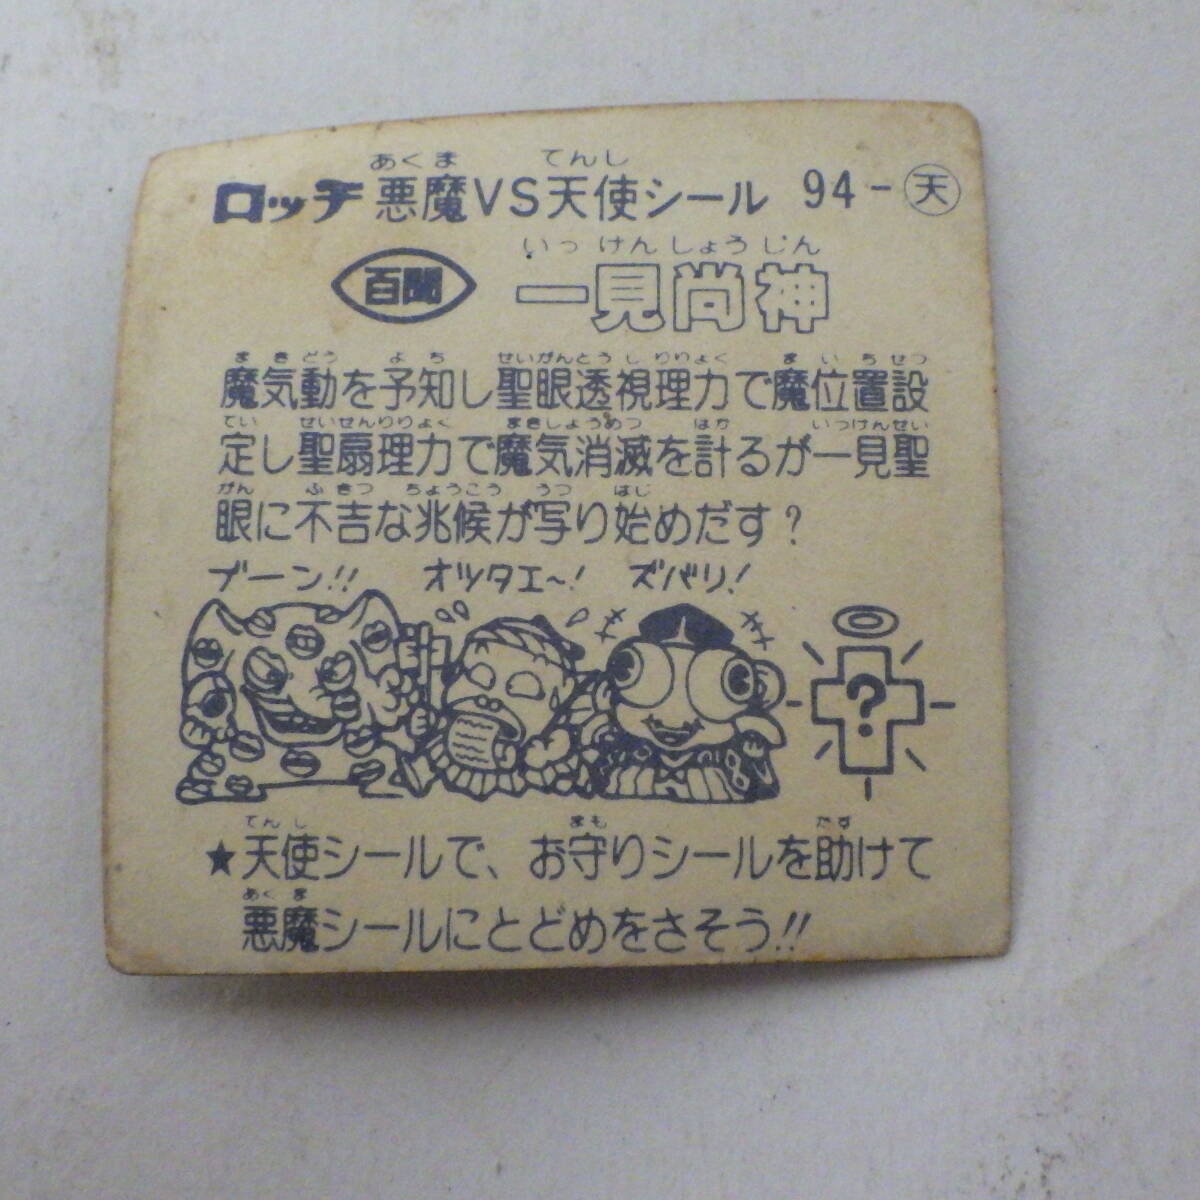 あくま てんし
ロッチ 悪魔VS天使シール 94-天
いっけんしょうじん
百聞 一見尚神
まきどう よち せいがんとうしりりょく まいちせつ
魔気動を予知し聖眼透視理力で魔位置設
てい せいせんりりょく まきしょうめつ はか いっけんせい
定し聖扇理力で魔気消滅を計るが一見聖
がん ふきつ ちょうこう うつ はじ
眼に不吉な兆候が写り始めだす?
ブーン!! オツタエ〜! ズバリ!
?
てんし まも たす
★天使シールで、お守りシールを助けて
あくま
悪魔シールにとどめをさそう!!